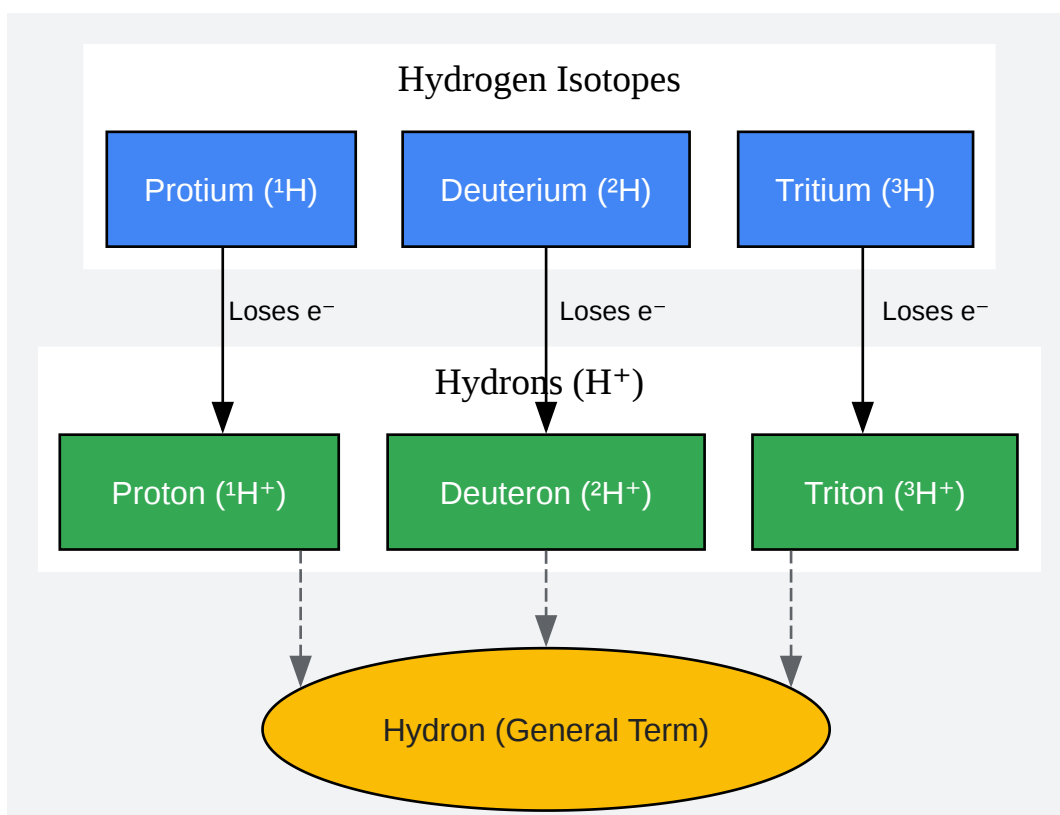 Hydrogen Isotopes
Protium (¹H)
Deuterium (²H)
Tritium (³H)
Loses e⁻
Loses e⁻
Loses e⁻
Hydrons (H⁺)
Proton (¹H⁺)
Deuteron (²H⁺)
Triton (³H⁺)
Hydron (General Term)